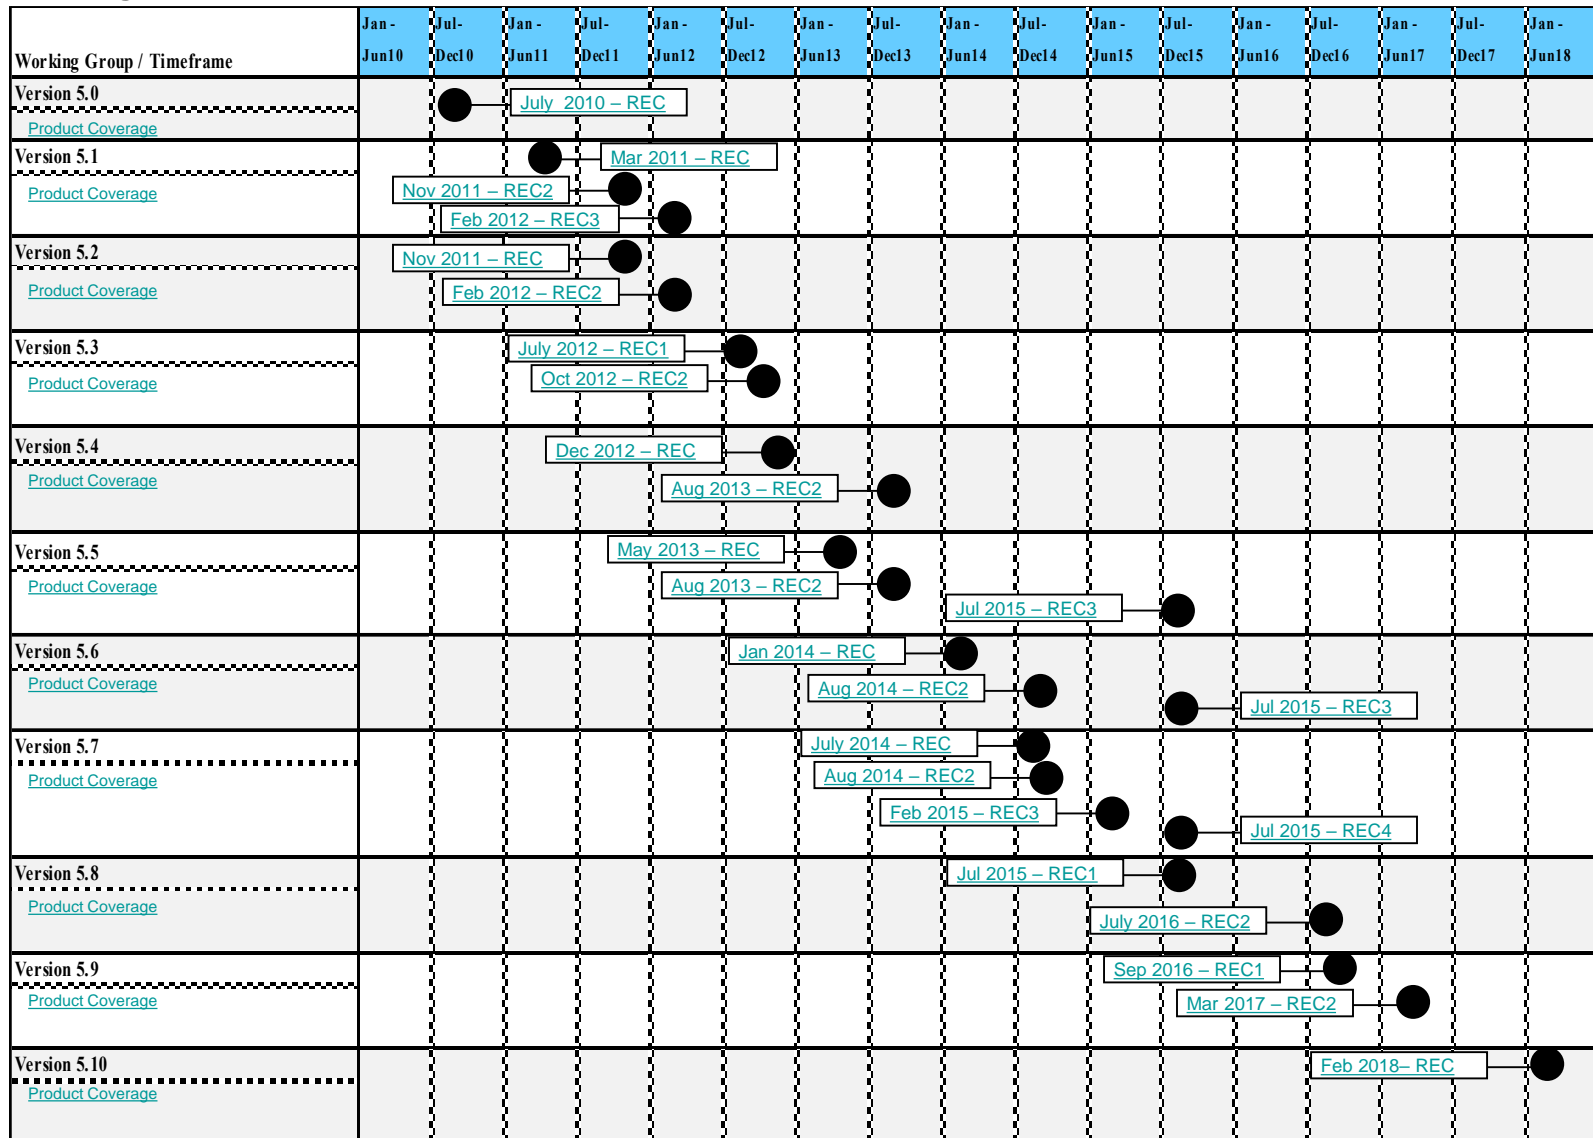 Jan - Jul- Jan - Jul- Jan - Jul- Jan - Jul- Jan - Jul- Jan - Jul- Jan - Jul- Jan - Jul- Jan -
Working Group / Timeframe Jun10 Dec10 Jun11 Dec11 Jun12 Dec12 Jun13 Dec13 Jun14 Dec14 Jun15 Dec15 Jun16 Dec16 Jun17 Dec17 Jun18
Version 5.0
July 2010 – REC
Product Coverage
Version 5.1
Mar 2011 – REC
Product Coverage
Nov 2011 – REC2
Feb 2012 – REC3
Version 5.2
Nov 2011 – REC
Product Coverage
Feb 2012 – REC2
Version 5.3
July 2012 – REC1
Product Coverage
Oct 2012 – REC2
Version 5.4
Dec 2012 – REC
Product Coverage
Aug 2013 – REC2
Version 5.5
May 2013 – REC
Product Coverage
Aug 2013 – REC2
Jul 2015 – REC3
Version 5.6
Jan 2014 – REC
Product Coverage
Aug 2014 – REC2
Jul 2015 – REC3
Version 5.7
July 2014 – REC
Product Coverage
Aug 2014 – REC2
Feb 2015 – REC3
Jul 2015 – REC4
Version 5.8
Jul 2015 – REC1
Product Coverage
July 2016 – REC2
Version 5.9
Sep 2016 – REC1
Product Coverage
Mar 2017 – REC2
Version 5.10
Feb 2018– REC
Product Coverage